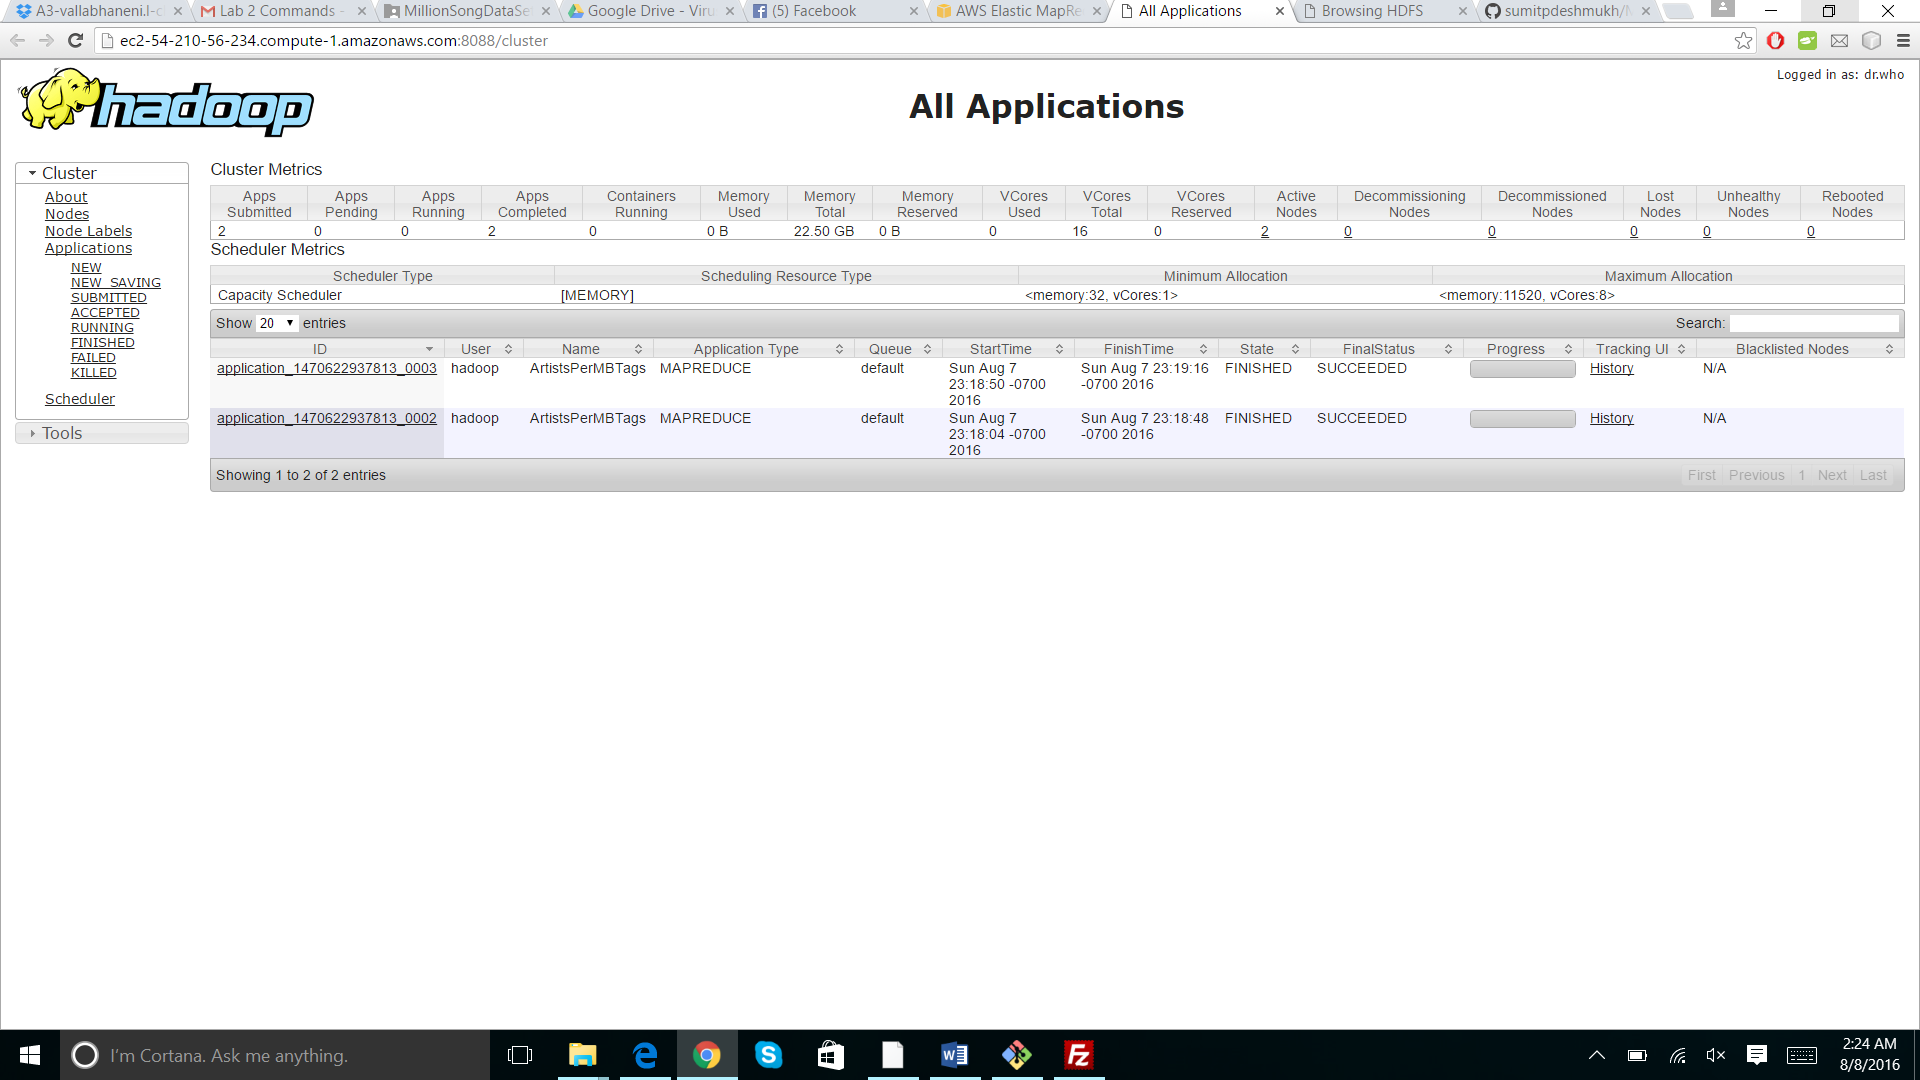 A3-vallabhaneni.l-c
Lab 2 Commands -
MillionSongDataSe
Google Drive - Viru
(5) Facebook
AWS Elastic MapRe
All Applications
Browsing HDFS
sumitpdeshmukh/M
ec2-54-210-56-234.compute-1.amazonaws.com:8088/cluster
Logged in as: dr.who
hadoop
All Applications
Cluster
About
Nodes
Node Labels
Applications
NEW
NEW_SAVING
SUBMITTED
ACCEPTED
RUNNING
FINISHED
FAILED
KILLED
Scheduler
Tools
Cluster Metrics
Apps Submitted Apps Pending Apps Running Apps Completed Containers Running Memory Used Memory Total Memory Reserved VCores Used VCores Total VCores Reserved Active Nodes Decommissioning Nodes Decommissioned Nodes Lost Nodes Unhealthy Nodes Rebooted Nodes
2 0 0 2 0 0 B 22.50 GB 0 B 0 16 0 2 0 0 0 0 0
Scheduler Metrics
Scheduler Type Scheduling Resource Type Minimum Allocation Maximum Allocation
Capacity Scheduler [MEMORY] <memory:32, vCores:1> <memory:11520, vCores:8>
Show 20 entries Search:
ID User Name Application Type Queue StartTime FinishTime State FinalStatus Progress Tracking UI Blacklisted Nodes
application_1470622937813_0003 hadoop ArtistsPerMBTags MAPREDUCE default Sun Aug 7 23:18:50 -0700 2016 Sun Aug 7 23:19:16 -0700 2016 FINISHED SUCCEEDED History N/A
application_1470622937813_0002 hadoop ArtistsPerMBTags MAPREDUCE default Sun Aug 7 23:18:04 -0700 2016 Sun Aug 7 23:18:48 -0700 2016 FINISHED SUCCEEDED History N/A
Showing 1 to 2 of 2 entries First Previous 1 Next Last
I'm Cortana. Ask me anything.
2:24 AM
8/8/2016